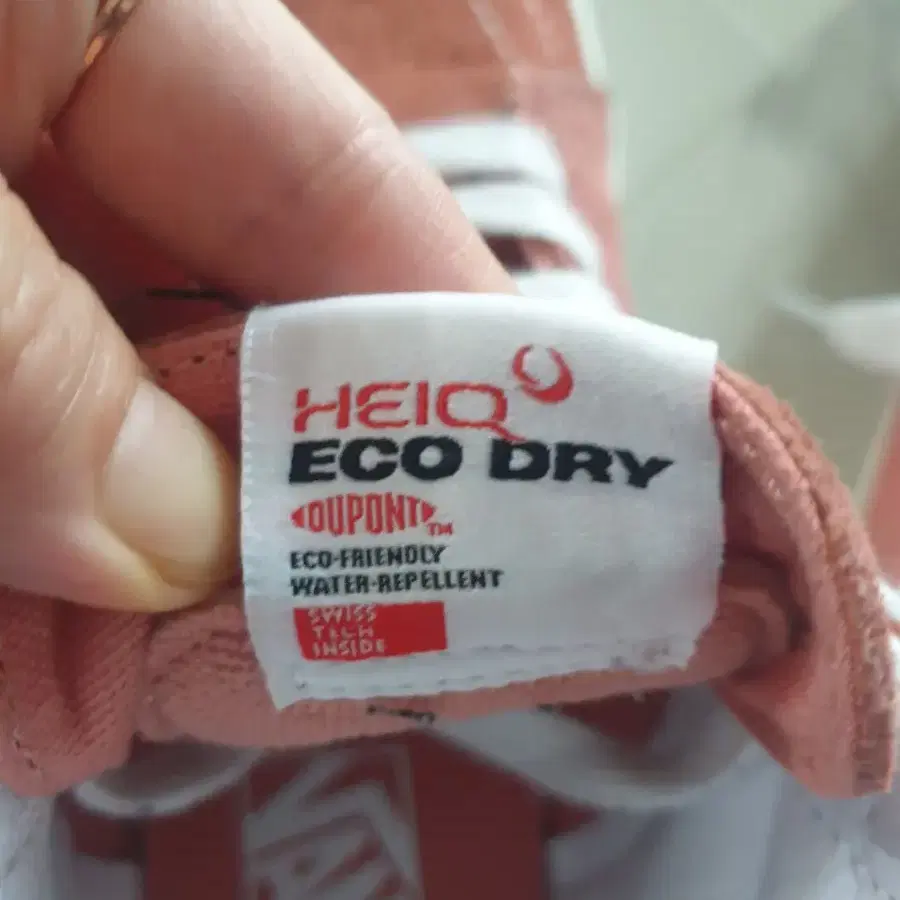 HEIQ
ECO DRY
DUPONT™
ECO-FRIENDLY
WATER-REPELLENT
SWISS
TECH
INSIDE